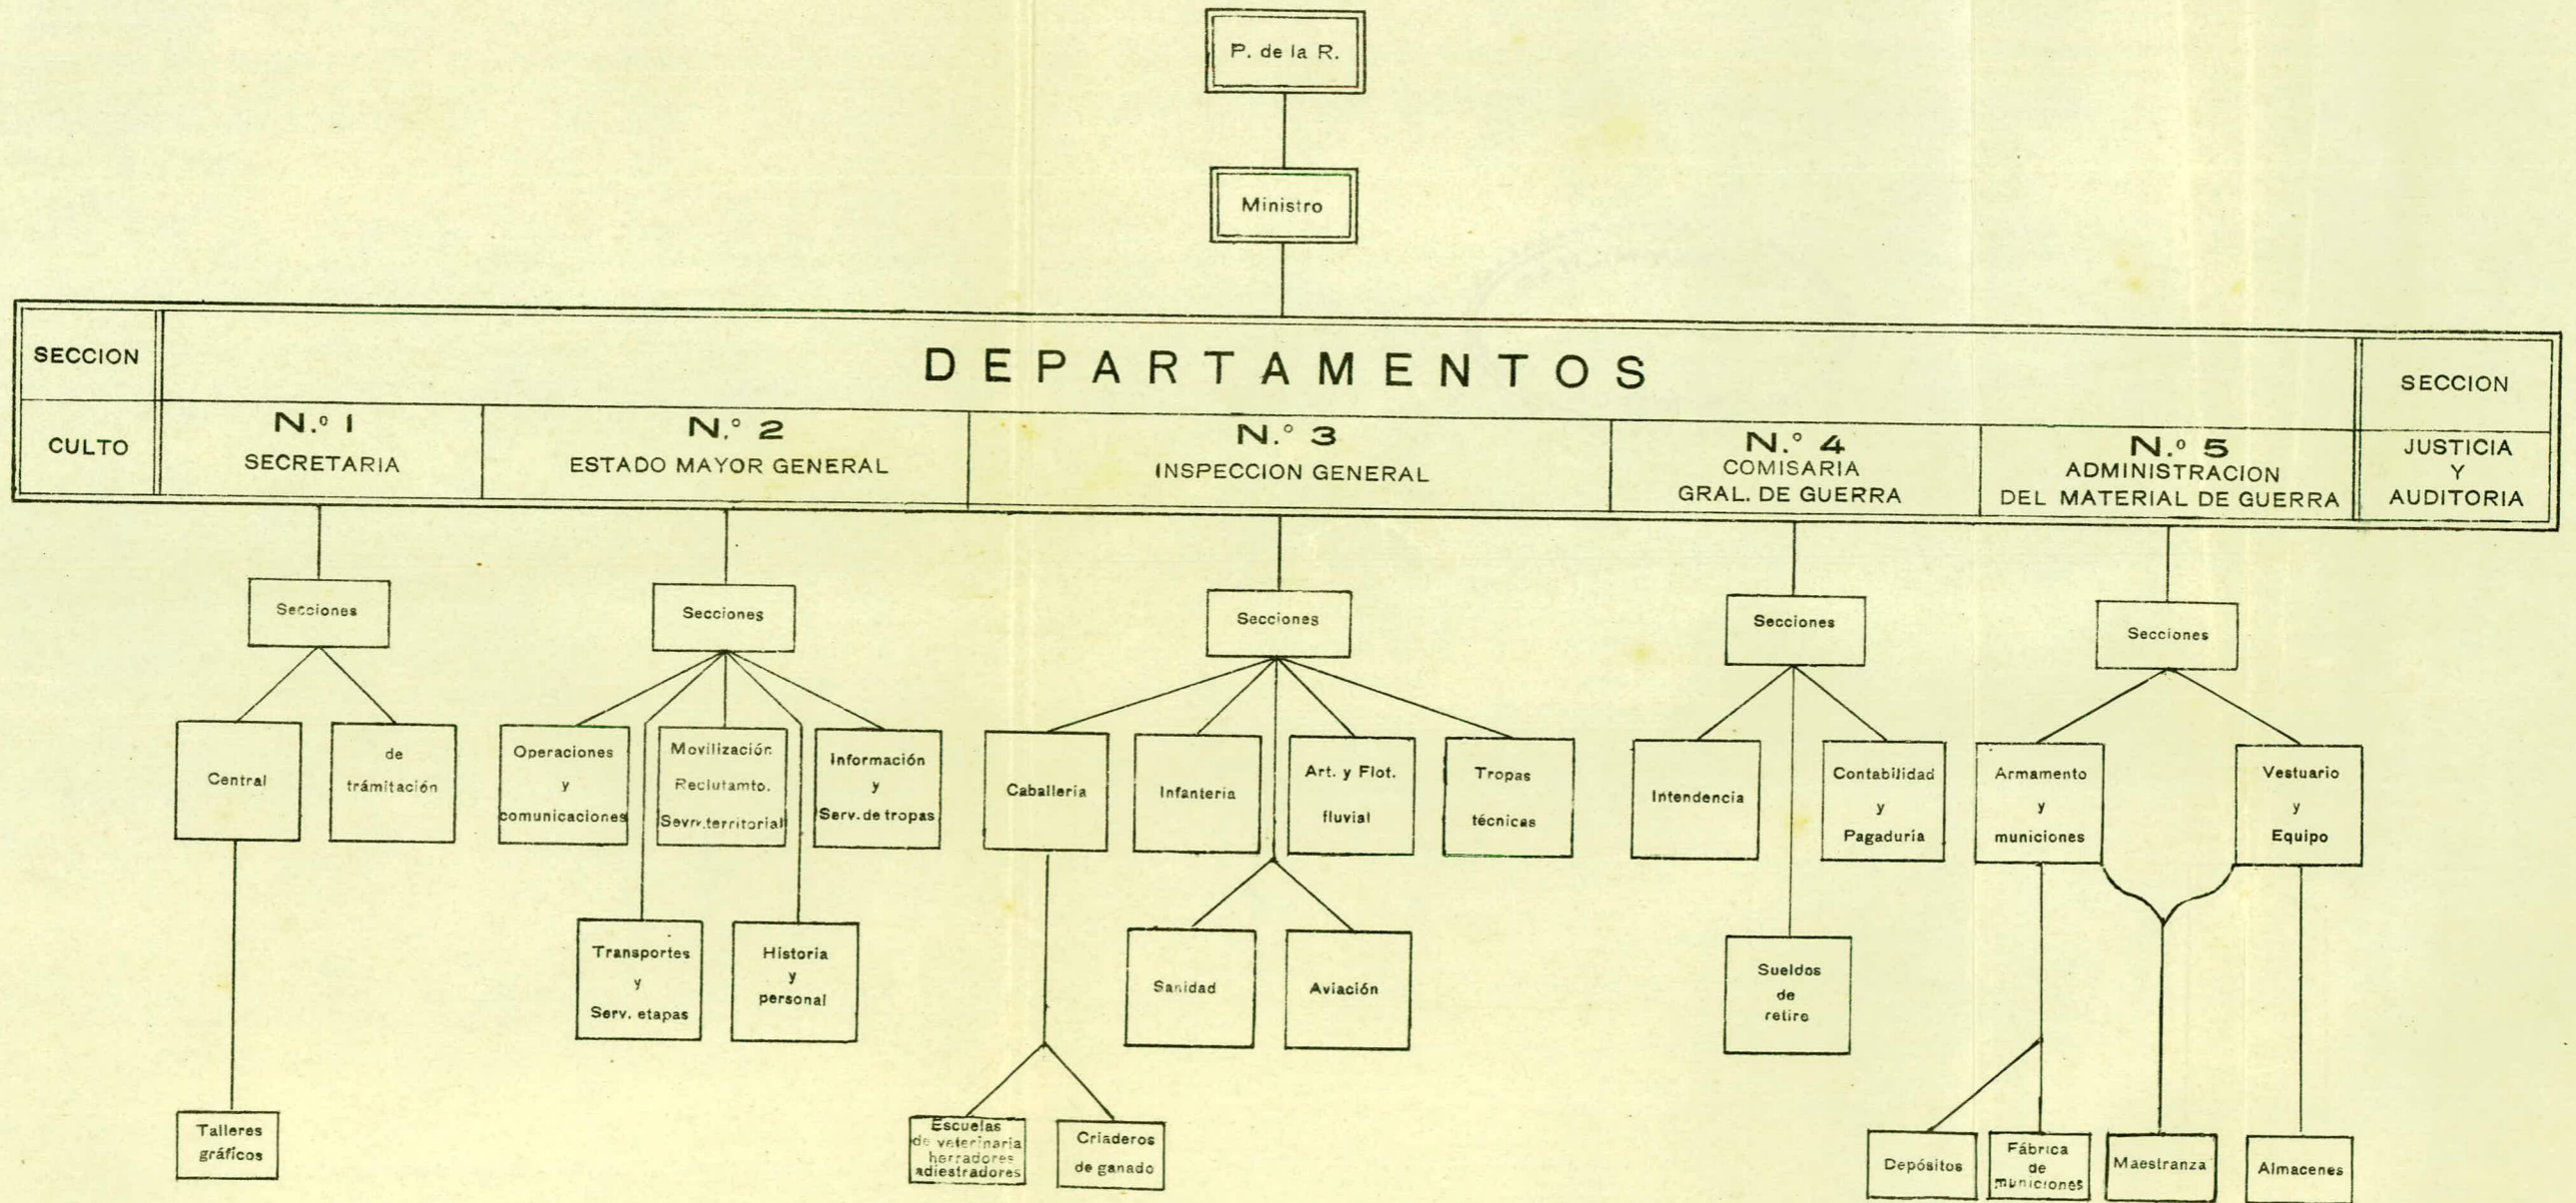 P. de la R.
Ministro
DEPARTAMENTOS
SECCION
CULTO
N.º 1
SECRETARIA
N.º 2
ESTADO MAYOR GENERAL
N.º 3
INSPECCION GENERAL
N.º 4
COMISARIA
GRAL. DE GUERRA
N.º 5
ADMINISTRACION
DEL MATERIAL DE GUERRA
SECCION
JUSTICIA
Y
AUDITORIA
Secciones
Secciones
Secciones
Secciones
Secciones
Central
de
trámitación
Operaciones
y
comunicaciones
Movilización
Reclutamto.
Sevrv.territorial
Información
y
Serv. de tropas
Caballeria
Infanteria
Art. y Flot.
fluvial
Tropas
técnicas
Intendencia
Contabilidad
y
Pagaduría
Armamento
y
municiones
Vestuario
y
Equipo
Transportes
y
Serv. etapas
Historia
y
personal
Sanidad
Aviación
Sueldos
de
retiro
Talleres
gráficos
Escuelas
de veterinaria
herradores
adiestradores
Criaderos
de ganado
Depósitos
Fábrica
de
municiones
Maestranza
Almacenes